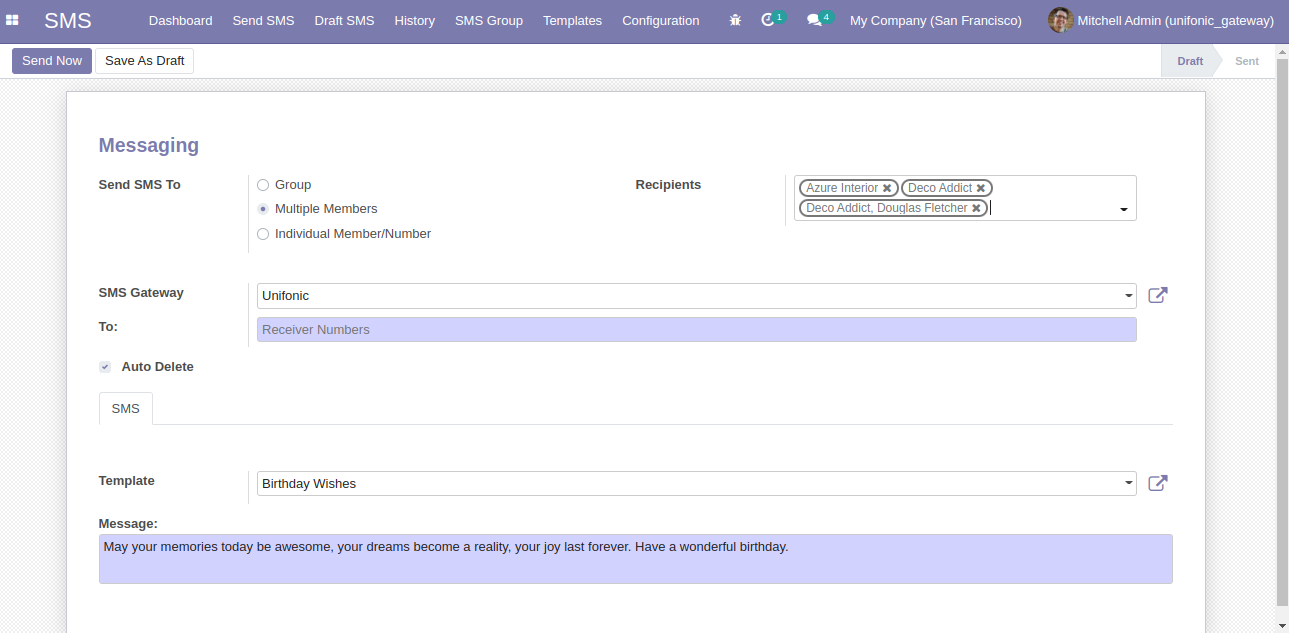 SMS Dashboard Send SMS Draft SMS History SMS Group Templates Configuration 1 4 My Company (San Francisco) Mitchell Admin (unifonic_gateway)
Send Now Save As Draft Draft Sent
Messaging
Send SMS To Group Recipients Azure Interior Deco Addict
Multiple Members Deco Addict, Douglas Fletcher
Individual Member/Number
SMS Gateway Unifonic
To: Receiver Numbers
Auto Delete
SMS
Template Birthday Wishes
Message:
May your memories today be awesome, your dreams become a reality, your joy last forever. Have a wonderful birthday.